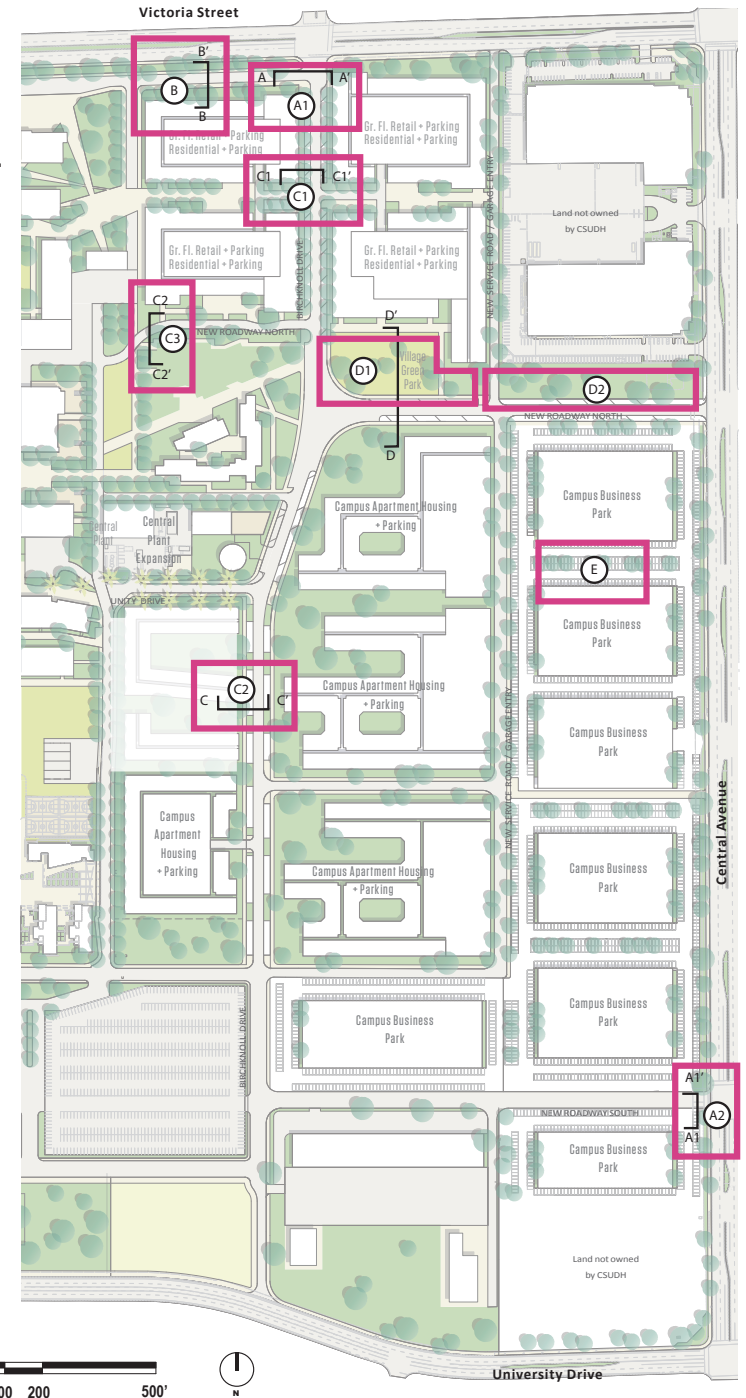 Victoria Street
B'
B
B
A
A'
A1
Gr. Fl. Retail + Parking
Residential + Parking
Gr. Fl. Retail + Parking
Residential + Parking
C1
C1'
C1
Land not owned
by CSUDH
NEW SERVICE ROAD / GARAGE ENTRY
BIRCHKNOLL DRIVE
Gr. Fl. Retail + Parking
Residential + Parking
Gr. Fl. Retail + Parking
Residential + Parking
C2
C3
C2'
NEW ROADWAY NORTH
D'
D1
Village
Green
Park
D2
NEW ROADWAY NORTH
D
Campus Apartment Housing
+ Parking
Campus Business
Park
Central
Plant
Central
Plant
Expansion
E
UNITY DRIVE
Campus Business
Park
C2
C
C'
Campus Apartment Housing
+ Parking
Campus Business
Park
NEW SERVICE ROAD / GARAGE ENTRY
Campus
Apartment
Housing
+ Parking
Campus Apartment Housing
+ Parking
Campus Business
Park
Central Avenue
Campus Business
Park
Campus Business
Park
BIRCHKNOLL DRIVE
A1'
A2
A1
NEW ROADWAY SOUTH
Campus Business
Park
Land not owned
by CSUDH
University Drive
200
500'
N